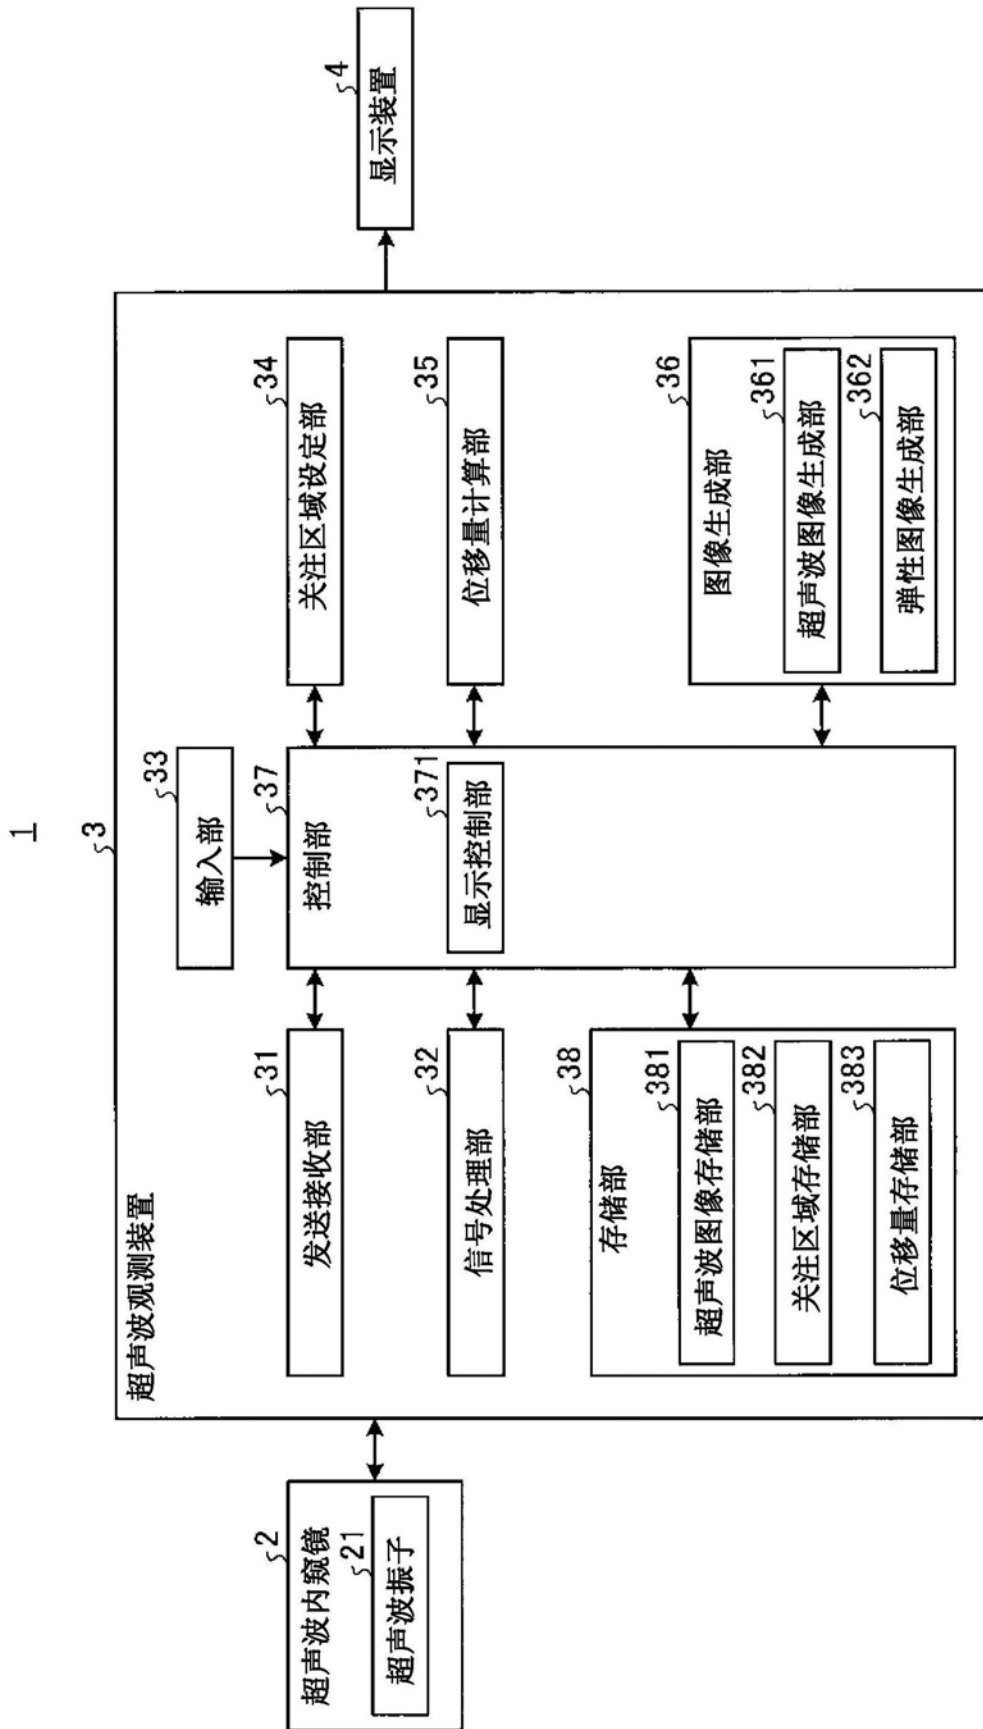 1
超声波内窥镜
2
超声波振子
21
超声波观测装置
3
输入部
33
发送接收部
31
控制部
37
关注区域设定部
34
信号处理部
32
显示控制部
371
位移量计算部
35
存储部
38
超声波图像存储部
381
关注区域存储部
382
位移量存储部
383
图像生成部
36
超声波图像生成部
361
弹性图像生成部
362
显示装置
4